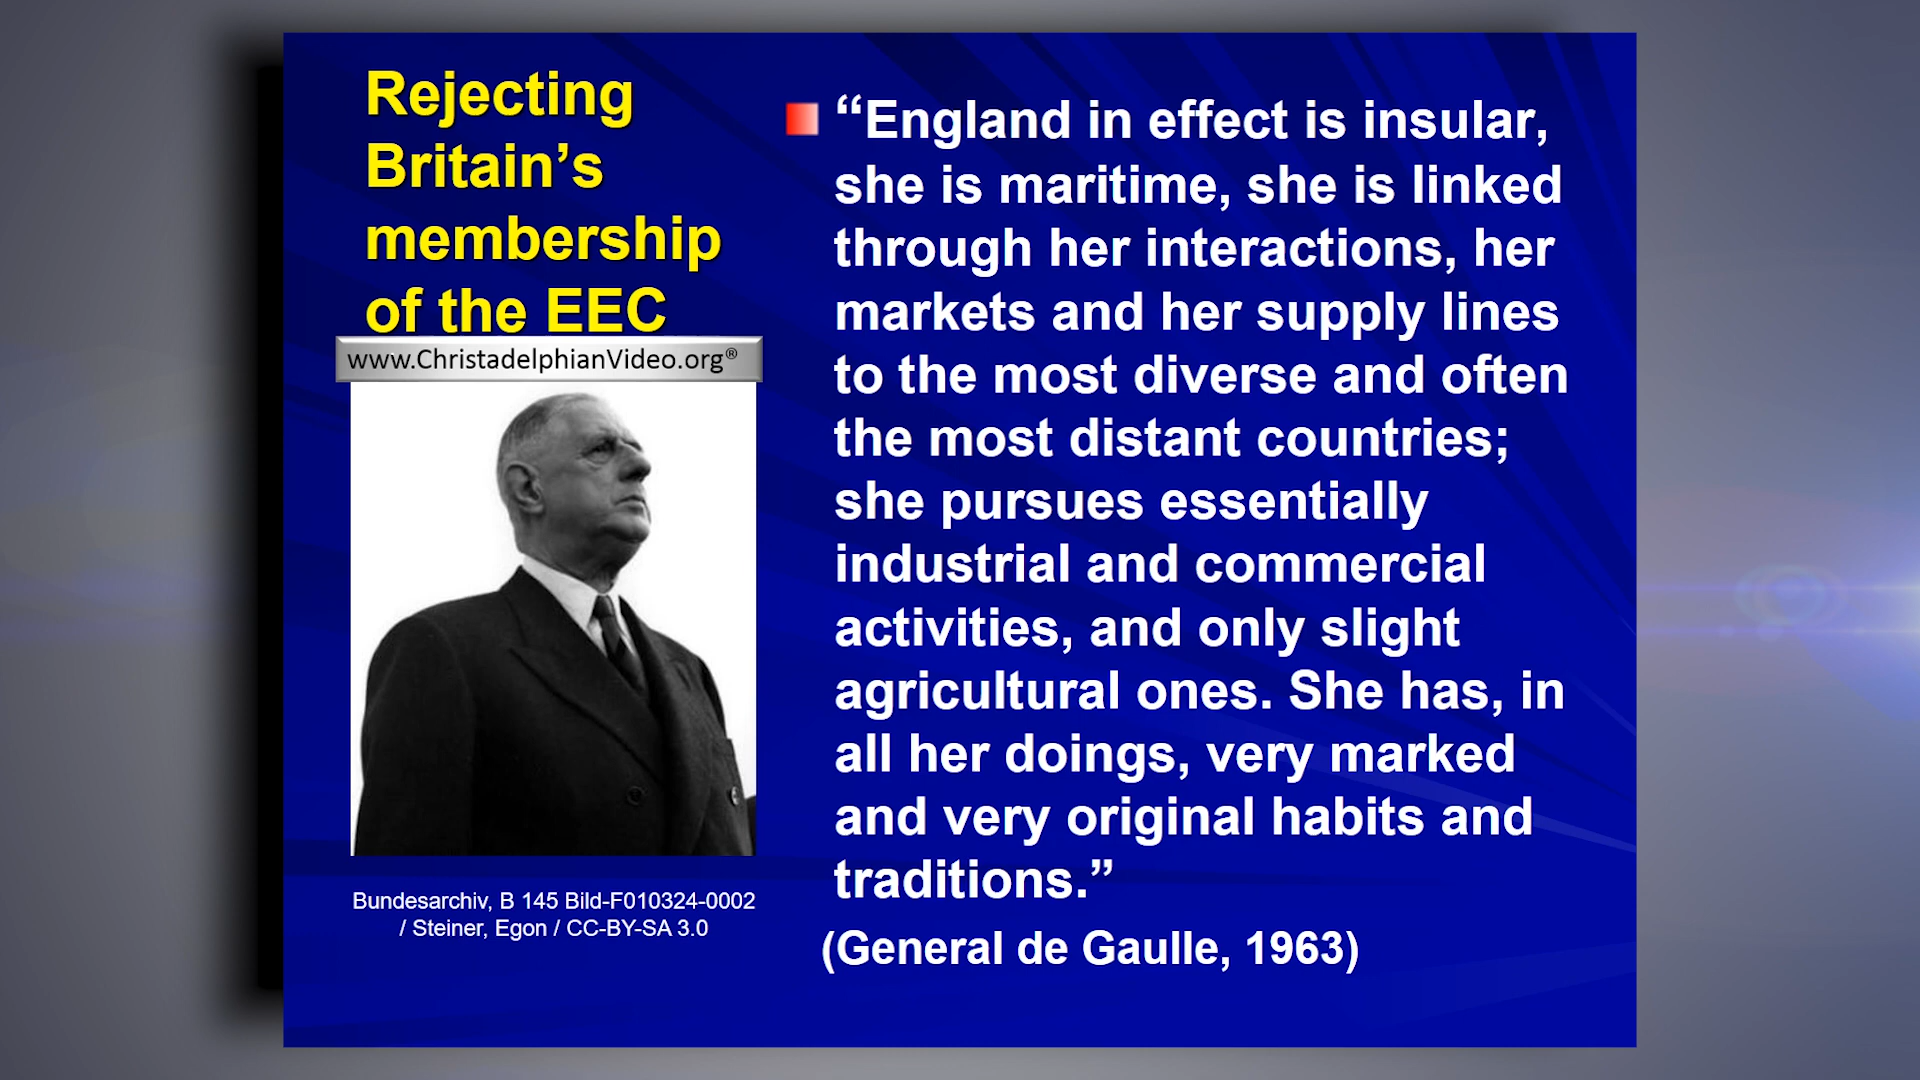 Rejecting
Britain’s
membership
of the EEC
www.ChristadelphianVideo.org®
Bundesarchiv, B 145 Bild-F010324-0002
/ Steiner, Egon / CC-BY-SA 3.0
“England in effect is insular,
she is maritime, she is linked
through her interactions, her
markets and her supply lines
to the most diverse and often
the most distant countries;
she pursues essentially
industrial and commercial
activities, and only slight
agricultural ones. She has, in
all her doings, very marked
and very original habits and
traditions.”
(General de Gaulle, 1963)